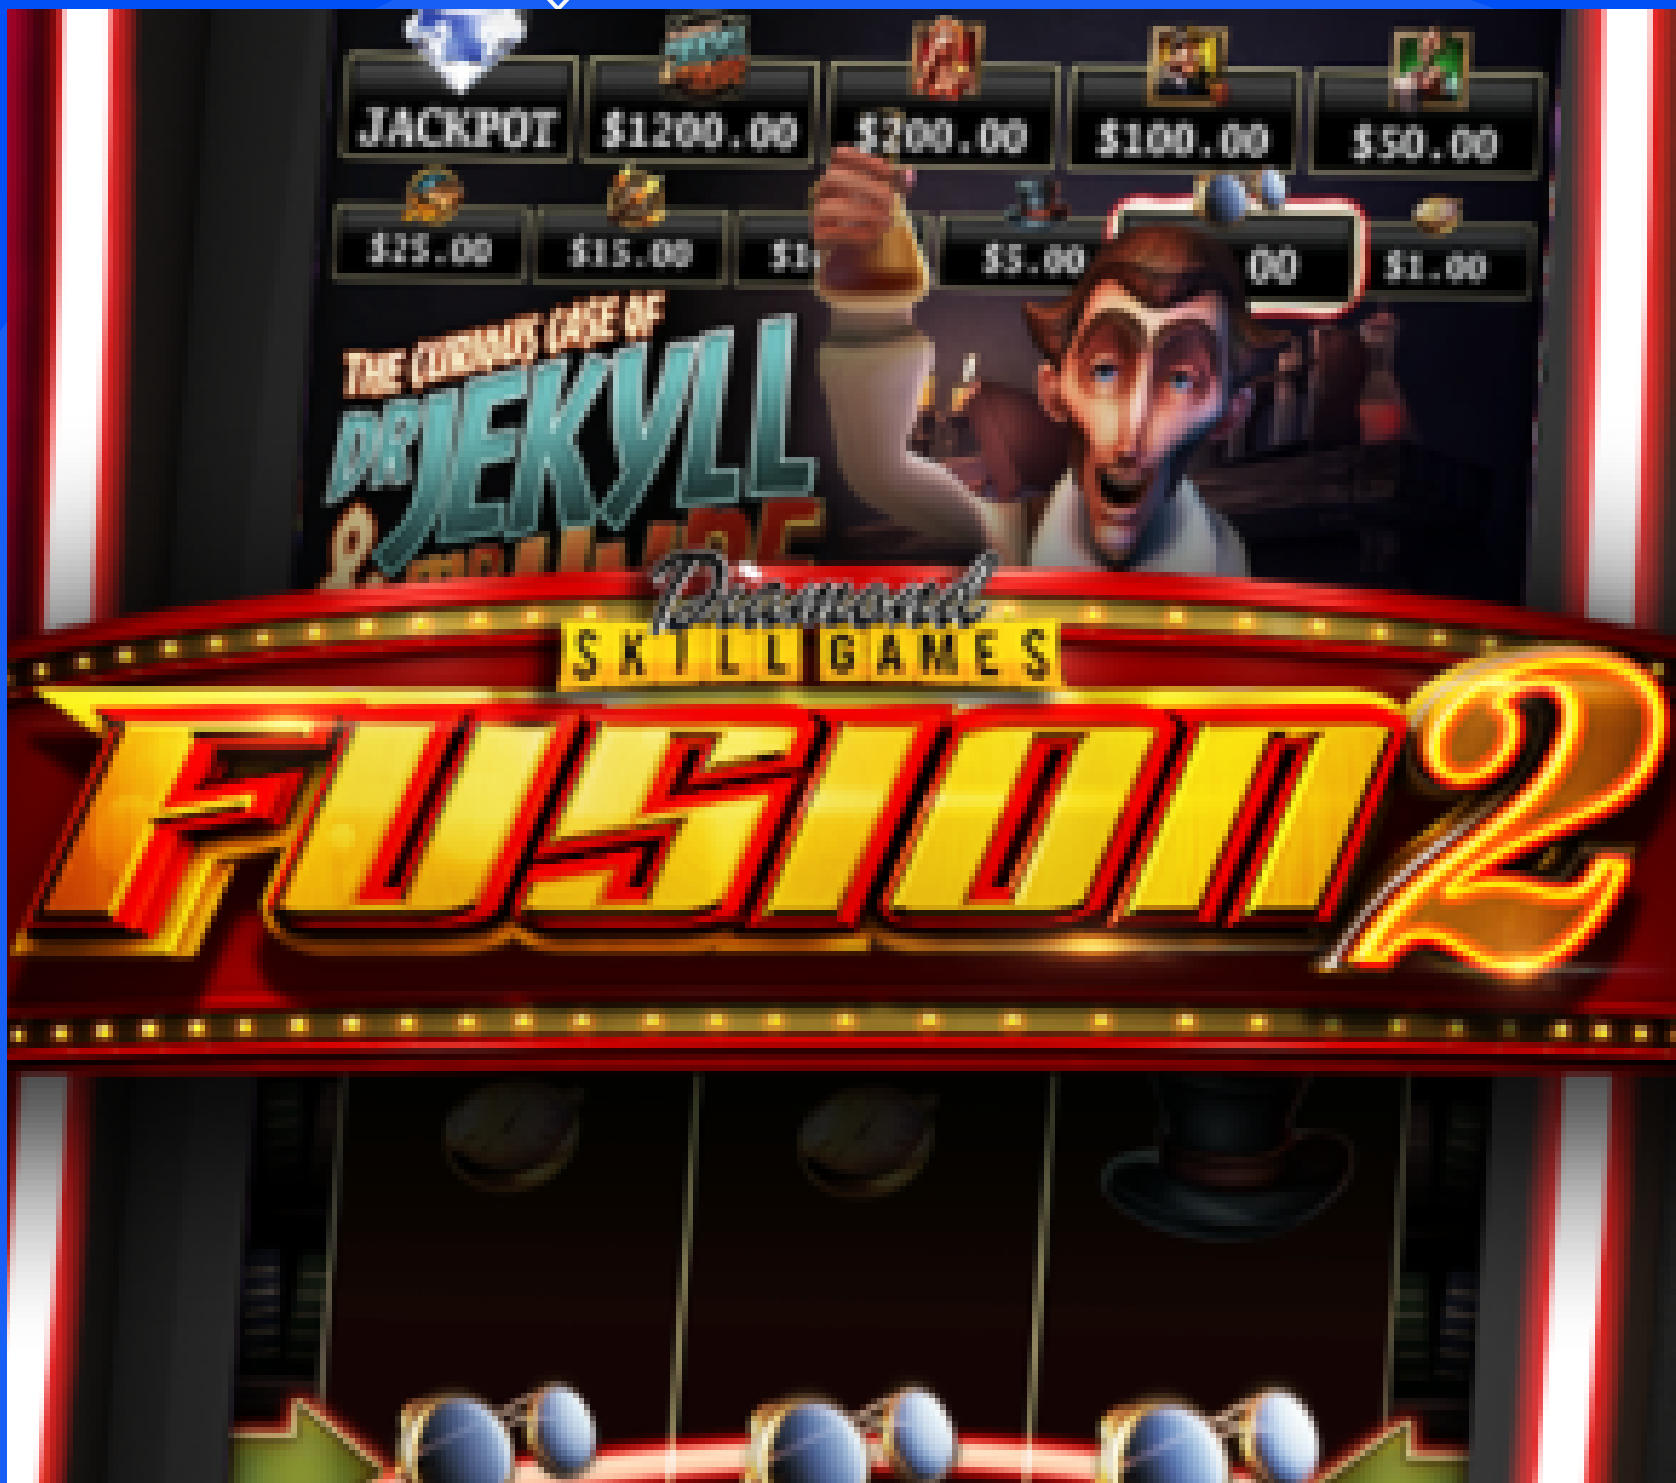 JACKPOT $1200.00 $200.00 $100.00 $50.00
$25.00 $15.00 $5.00 $1.00
THE CURIOUS CASE OF
DR JEKYLL
&
Diamond
SKILL GAMES
FUSION 2